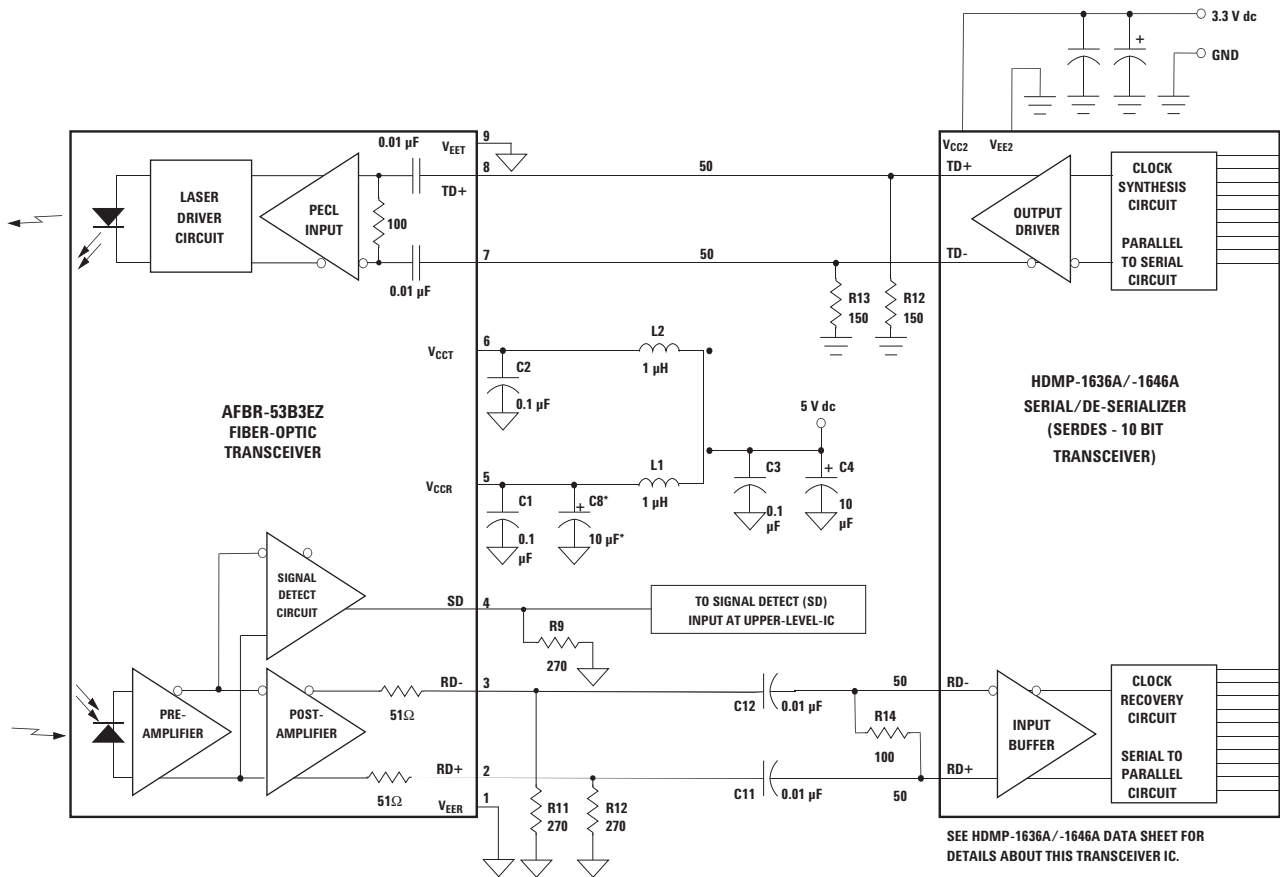 3.3 V dc
GND
0.01 µF
VEET
9
8
TD+
50
VCC2
VEE2
TD+
LASER
DRIVER
CIRCUIT
PECL
INPUT
100
OUTPUT
DRIVER
CLOCK
SYNTHESIS
CIRCUIT
PARALLEL
TO SERIAL
CIRCUIT
7
50
TD-
0.01 µF
R13
150
R12
150
6
VCCT
L2
1 µH
C2
0.1 µF
HDMP-1636A/-1646A
SERIAL/DE-SERIALIZER
(SERDES - 10 BIT
TRANSCEIVER)
AFBR-53B3EZ
FIBER-OPTIC
TRANSCEIVER
5 V dc
5
VCCR
L1
1 µH
C1
0.1
µF
+
C8*
10 µF*
C3
0.1
µF
+
C4
10
µF
+
SIGNAL
DETECT
CIRCUIT
SD
4
TO SIGNAL DETECT (SD)
INPUT AT UPPER-LEVEL-IC
R9
270
RD-
3
50
RD-
C12
0.01 µF
R14
100
PRE-
AMPLIFIER
POST-
AMPLIFIER
51Ω
INPUT
BUFFER
CLOCK
RECOVERY
CIRCUIT
SERIAL TO
PARALLEL
CIRCUIT
RD+
2
RD+
51Ω
C11
0.01 µF
50
1
VEER
R11
270
R12
270
SEE HDMP-1636A/-1646A DATA SHEET FOR
DETAILS ABOUT THIS TRANSCEIVER IC.